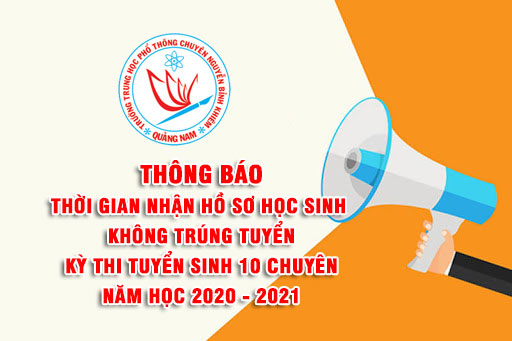 TRƯỜNG TRUNG HỌC PHỔ THÔNG CHUYÊN NGUYỄN BỈNH KHIÊM
QUẢNG NAM
THÔNG BÁO
THỜI GIAN NHẬN HỒ SƠ HỌC SINH
KHÔNG TRÚNG TUYỂN
KỲ THI TUYỂN SINH 10 CHUYÊN
NĂM HỌC 2020 - 2021